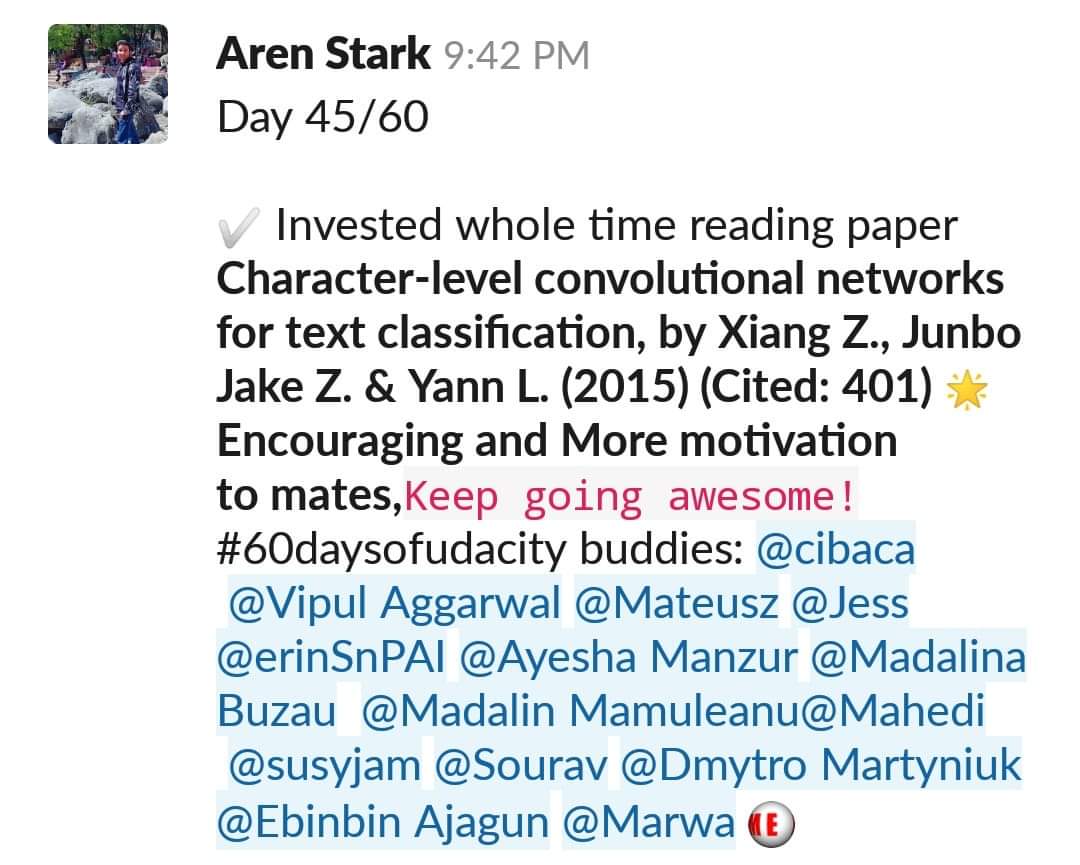 Aren Stark 9:42 PM
Day 45/60
✔️ Invested whole time reading paper
Character-level convolutional networks
for text classification, by Xiang Z., Junbo
Jake Z. & Yann L. (2015) (Cited: 401) 🌟
Encouraging and More motivation
to mates,Keep going awesome!
#60daysofudacity buddies: @cibaca
@Vipul Aggarwal @Mateusz @Jess
@erinSnPAI @Ayesha Manzur @Madalina
Buzau @Madalin Mamuleanu@Mahedi
@susyjam @Sourav @Dmytro Martyniuk
@Ebinbin Ajagun @Marwa